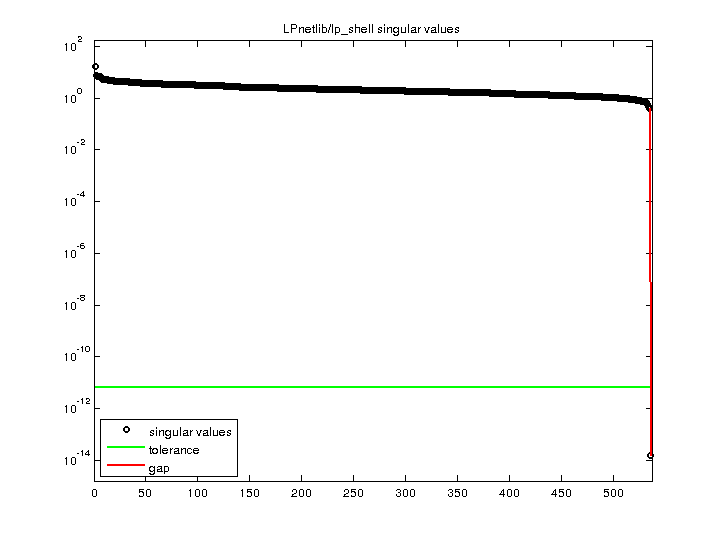 LPnetlib/lp_shell singular values
10^2
10^0
10^-2
10^-4
10^-6
10^-8
10^-10
10^-12
10^-14
singular values
tolerance
gap
0 50 100 150 200 250 300 350 400 450 500